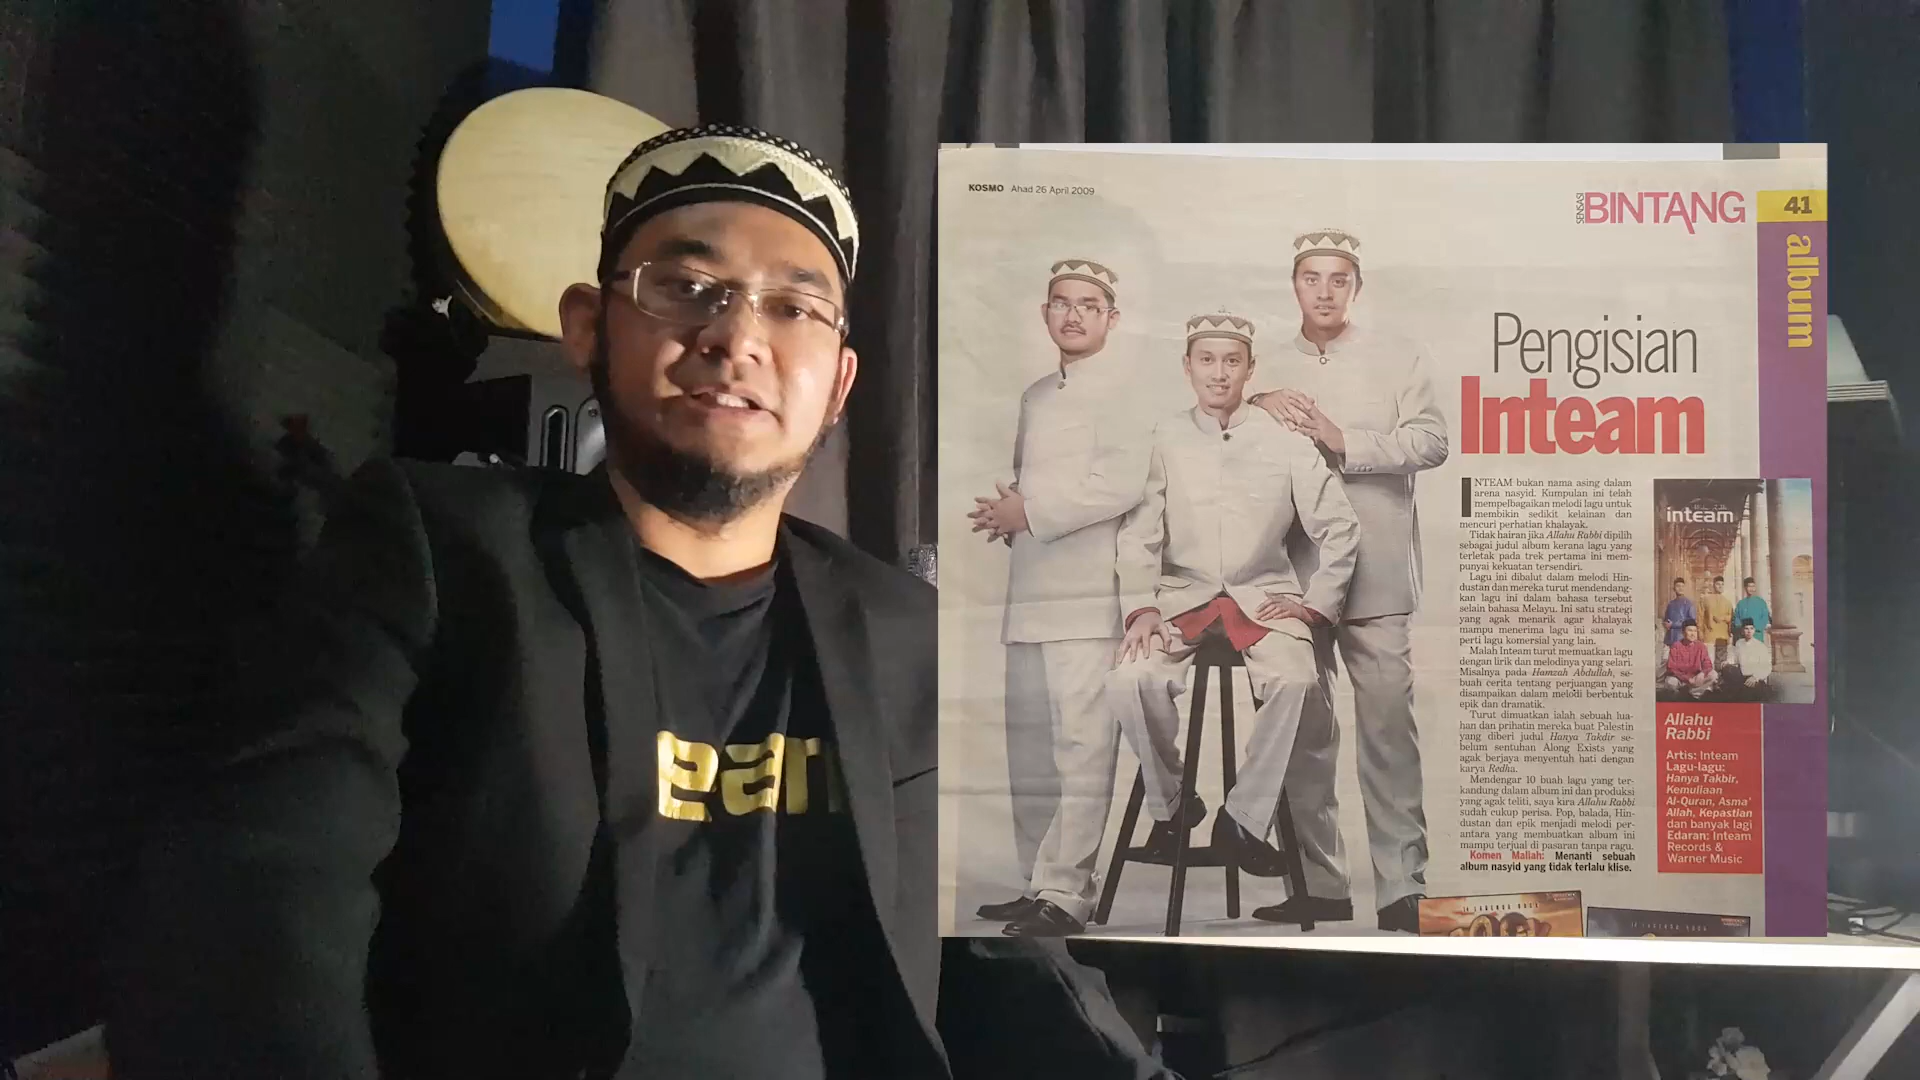 KOSMO Ahad 26 April 2009
SENSASI
BINTANG
41
album
Pengisian
Inteam
INTEAM bukan nama asing dalam
arena nasyid. Kumpulan ini telah
mempelbagaikan melodi lagu untuk
membikin sedikit kelainan dan
mencuri perhatian khalayak.
Tidak hairan jika Allahu Rabbi dipilih
sebagai judul album kerana lagu yang
terletak pada trek pertama ini mem-
punyai kekuatan tersendiri.
Lagu ini dibalut dalam melodi Hin-
dustan dan mereka turut mendendang-
kan lagu ini dalam bahasa tersebut
selain bahasa Melayu. Ini satu strategi
yang agak menarik agar khalayak
mampu menerima lagu ini sama se-
perti lagu komersial yang lain.
Malah Inteam turut memuatkan lagu
dengan lirik dan melodinya yang selari.
Misalnya pada Hamzah Abdullah, se-
buah cerita tentang perjuangan yang
disampaikan dalam melodi berbentuk
epik dan dramatik.
Turut dimuatkan ialah sebuah lua-
han dan prihatin mereka buat Palestin
yang diberi judul Hanya Takdir se-
belum sentuhan Along Exists yang
agak berjaya menyentuh hati dengan
karya Redha.
Mendengar 10 buah lagu yang ter-
kandung dalam album ini dan produksi
yang agak teliti, saya kira Allahu Rabbi
sudah cukup perisa. Pop, balada, Hin-
dustan dan epik menjadi melodi per-
antara yang membuatkan album ini
mampu terjual di pasaran tanpa ragu.
Komen Maliah: Menanti sebuah
album nasyid yang tidak terlalu klise.
inteam
Allahu
Rabbi
Artis: Inteam
Lagu-lagu:
Hanya Takbir,
Kemuliaan
Al-Quran, Asma'
Allah, Kepastian
dan banyak lagi
Edaran: Inteam
Records &
Warner Music
ear